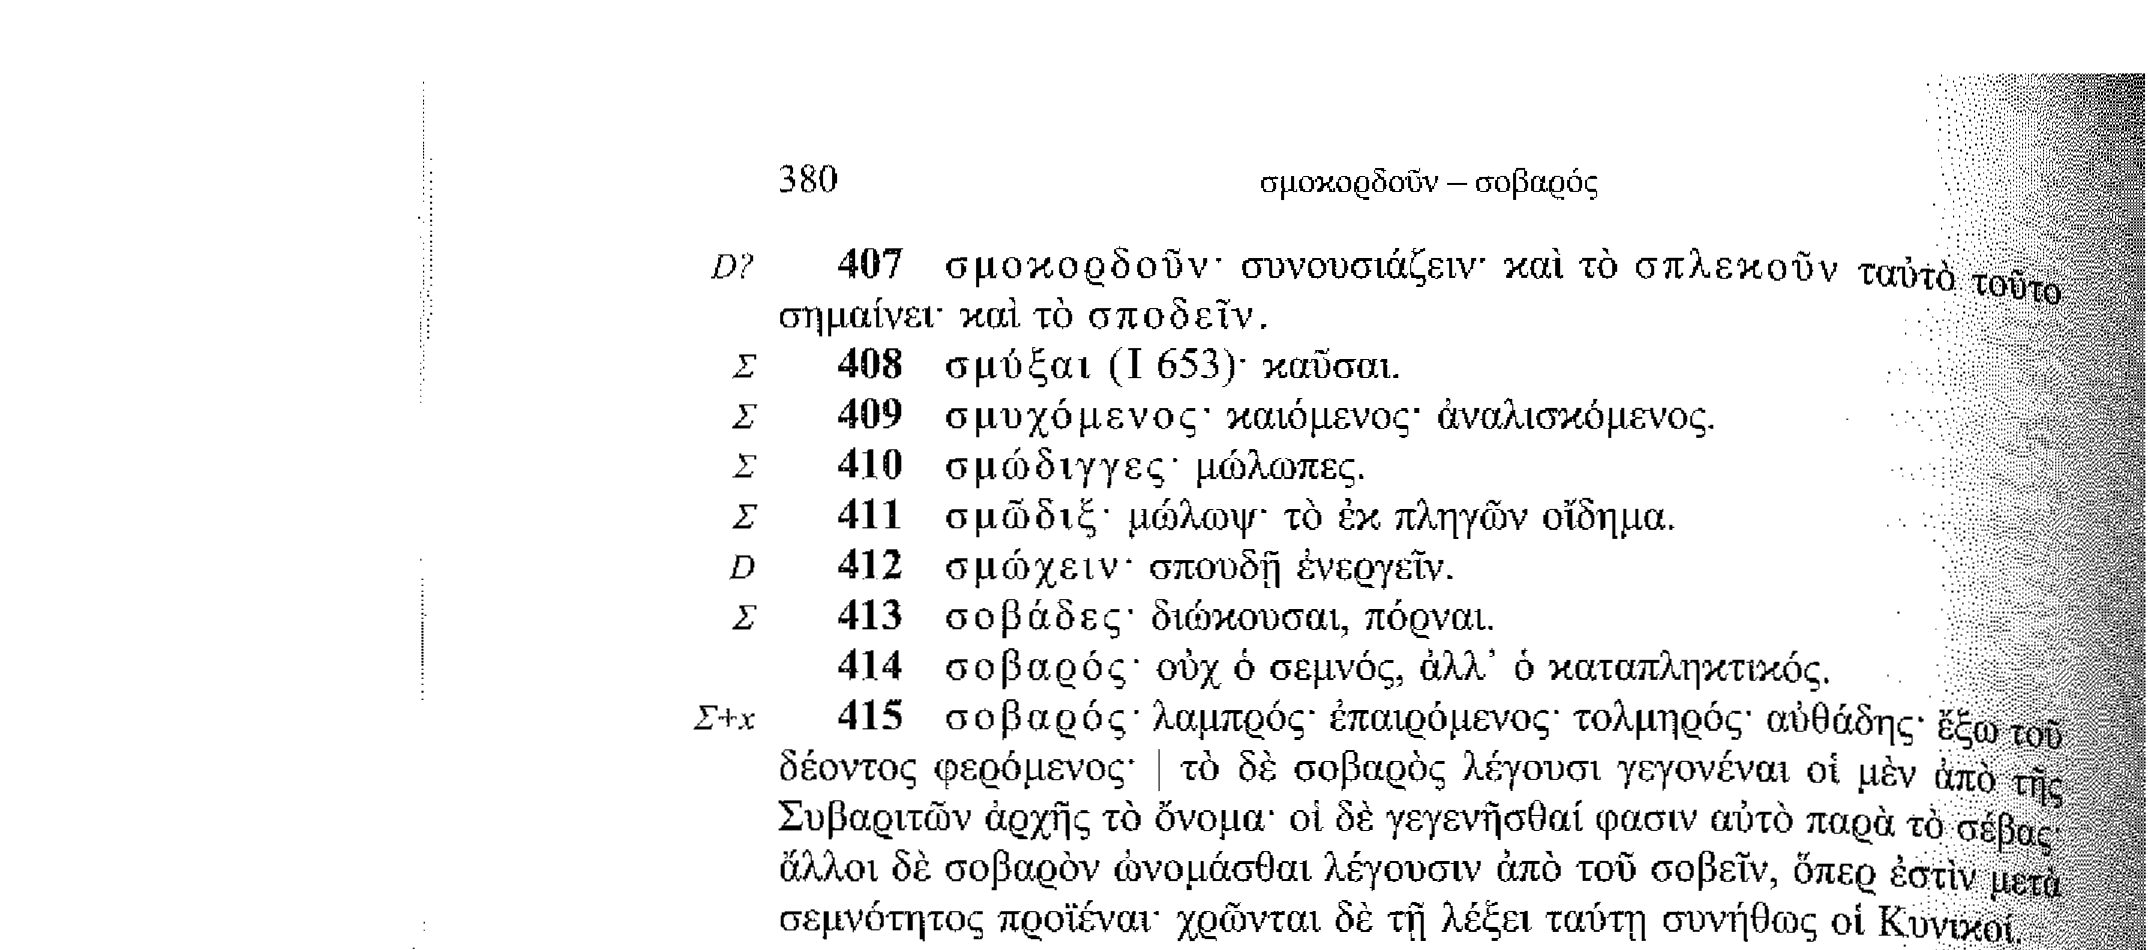 380 σμοκορδοῦν – σοβαρός
D? 407 σμοκορδοῦν· συνουσιάζειν· καὶ τὸ σπλεκοῦν ταὐτὸ τοῦτο
σημαίνει· καὶ τὸ σποδεῖν.
Σ 408 σμύξαι (I 653)· καῦσαι.
Σ 409 σμυχόμενος· καιόμενος· ἀναλισκόμενος.
Σ 410 σμώδιγγες· μώλωπες.
Σ 411 σμῶδιξ· μώλωψ· τὸ ἐκ πληγῶν οἴδημα.
D 412 σμώχειν· σπουδῇ ἐνεργεῖν.
Σ 413 σοβάδες· διώκουσαι, πόρναι.
414 σοβαρός· οὐχ ὁ σεμνός, ἀλλ’ ὁ καταπληκτικός.
Σ+x 415 σοβαρός· λαμπρός· ἐπαιρόμενος· τολμηρός· αὐθάδης· ἔξω τοῦ
δέοντος φερόμενος· | τὸ δὲ σοβαρὸς λέγουσι γεγονέναι οἱ μὲν ἀπὸ τῆς
Συβαριτῶν ἀρχῆς τὸ ὄνομα· οἱ δὲ γεγενῆσθαί φασιν αὐτὸ παρὰ τὸ σέβας·
ἄλλοι δὲ σοβαρὸν ὠνομάσθαι λέγουσιν ἀπὸ τοῦ σοβεῖν, ὅπερ ἐστὶν μετὰ
σεμνότητος προϊέναι· χρῶνται δὲ τῇ λέξει ταύτῃ συνήθως οἱ Κυνικοί.